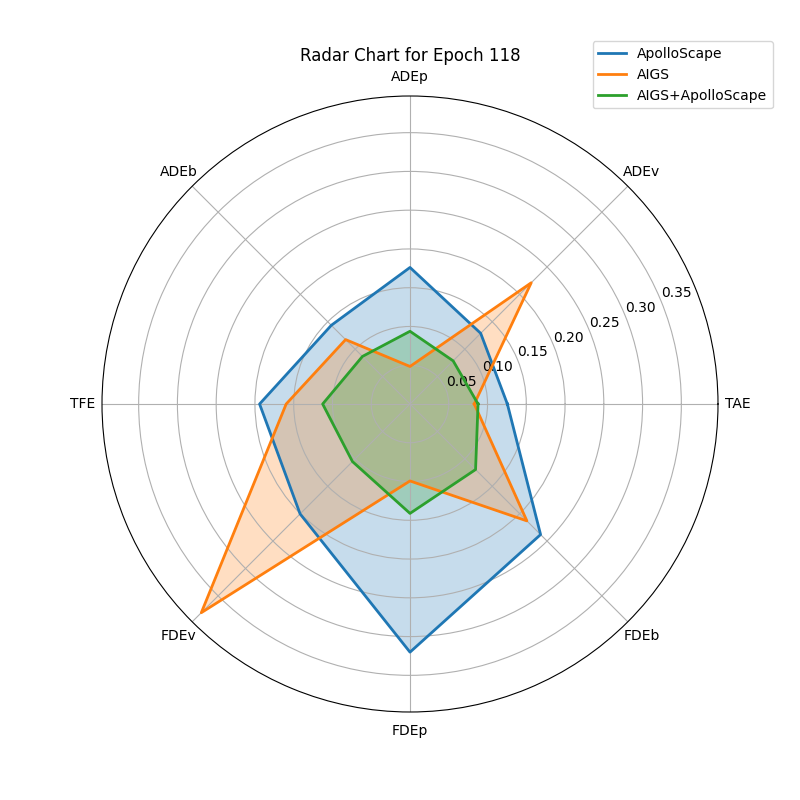 Radar Chart for Epoch 118
ApolloScape
AIGS
AIGS+ApolloScape
ADEp
ADEb
ADEv
0.35
0.30
0.25
0.20
0.15
0.10
0.05
TFE
TAE
FDEv
FDEb
FDEp